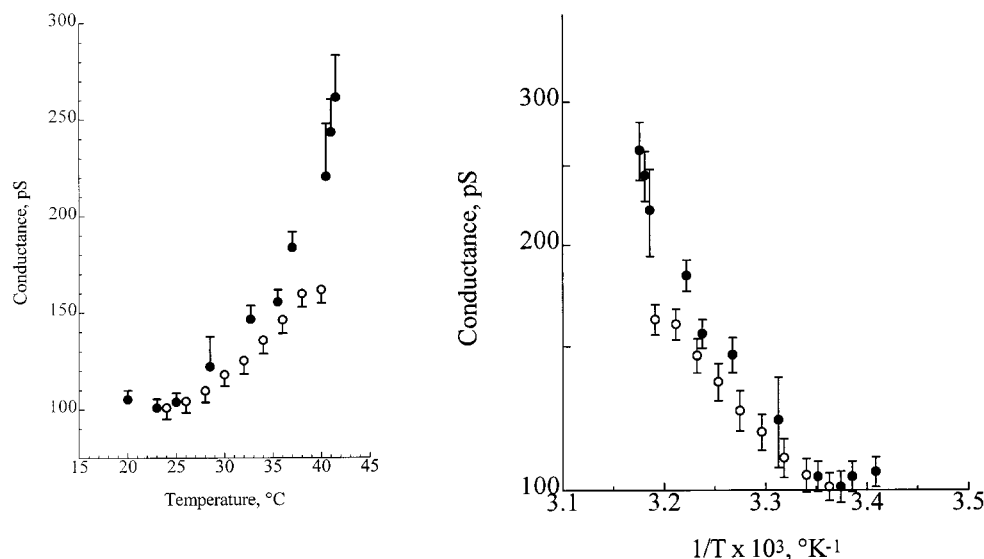 300
250
200
150
100
15 20 25 30 35 40 45
Conductance, pS
Temperature, °C
300
200
100
3.1 3.2 3.3 3.4 3.5
Conductance, pS
1/T x 10³, °K⁻¹